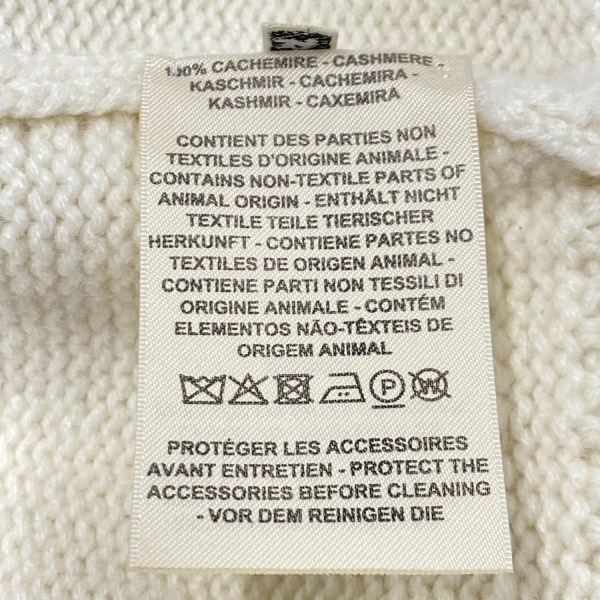 100% CACHEMIRE - CASHMERE -
KASCHMIR - CACHEMIRA -
KASHMIR - CAXEMIRA
CONTIENT DES PARTIES NON
TEXTILES D'ORIGINE ANIMALE -
CONTAINS NON-TEXTILE PARTS OF
ANIMAL ORIGIN - ENTHÄLT NICHT
TEXTILE TEILE TIERISCHER
HERKUNFT - CONTIENE PARTES NO
TEXTILES DE ORIGEN ANIMAL -
CONTIENE PARTI NON TESSILI DI
ORIGINE ANIMALE - CONTÉM
ELEMENTOS NÃO-TÊXTEIS DE
ORIGEM ANIMAL
P W
PROTÉGER LES ACCESSOIRES
AVANT ENTRETIEN - PROTECT THE
ACCESSORIES BEFORE CLEANING
- VOR DEM REINIGEN DIE